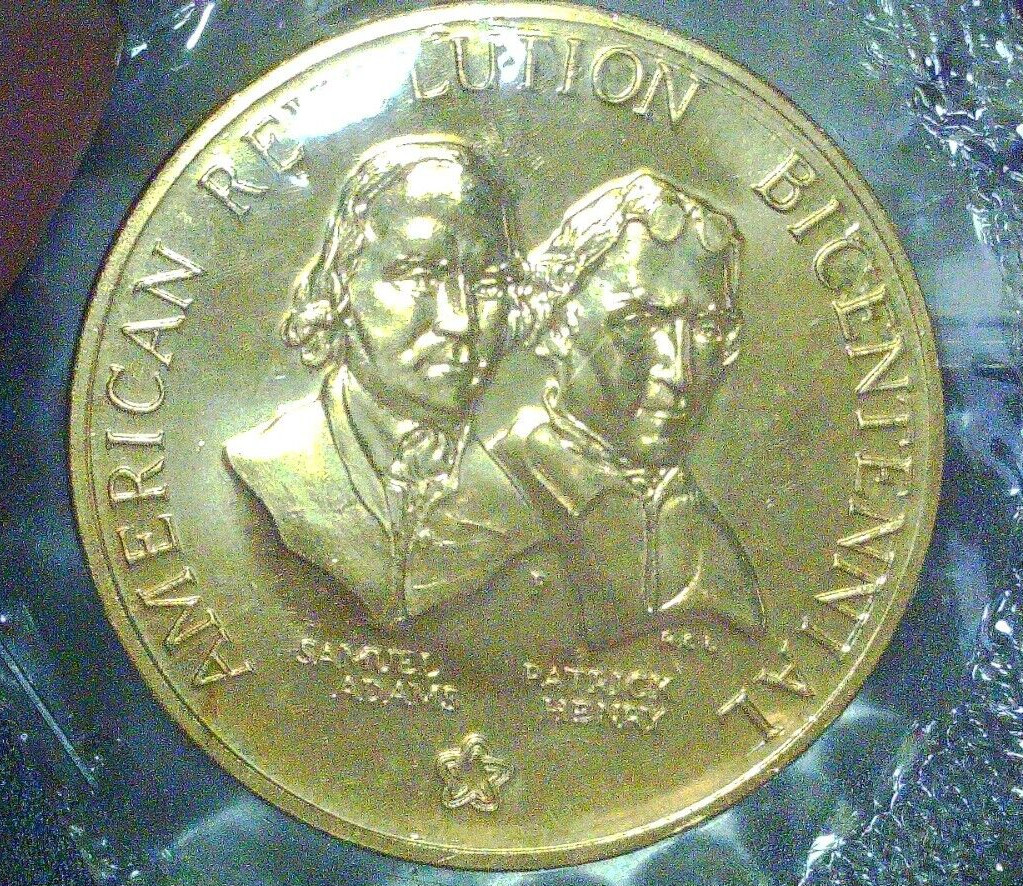 AMERICAN REVOLUTION BICENTENNIAL
SAMUEL
ADAMS
PATRICK
HENRY